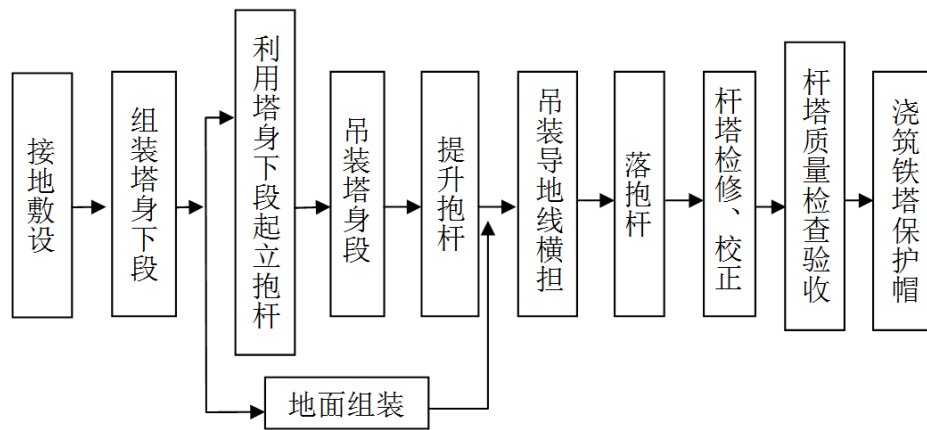 接地敷设
组装塔身下段
利用塔身下段起立抱杆
吊装塔身段
提升抱杆
吊装导地线横担
落抱杆
杆塔检修、校正
杆塔质量检查验收
浇筑铁塔保护帽
地面组装